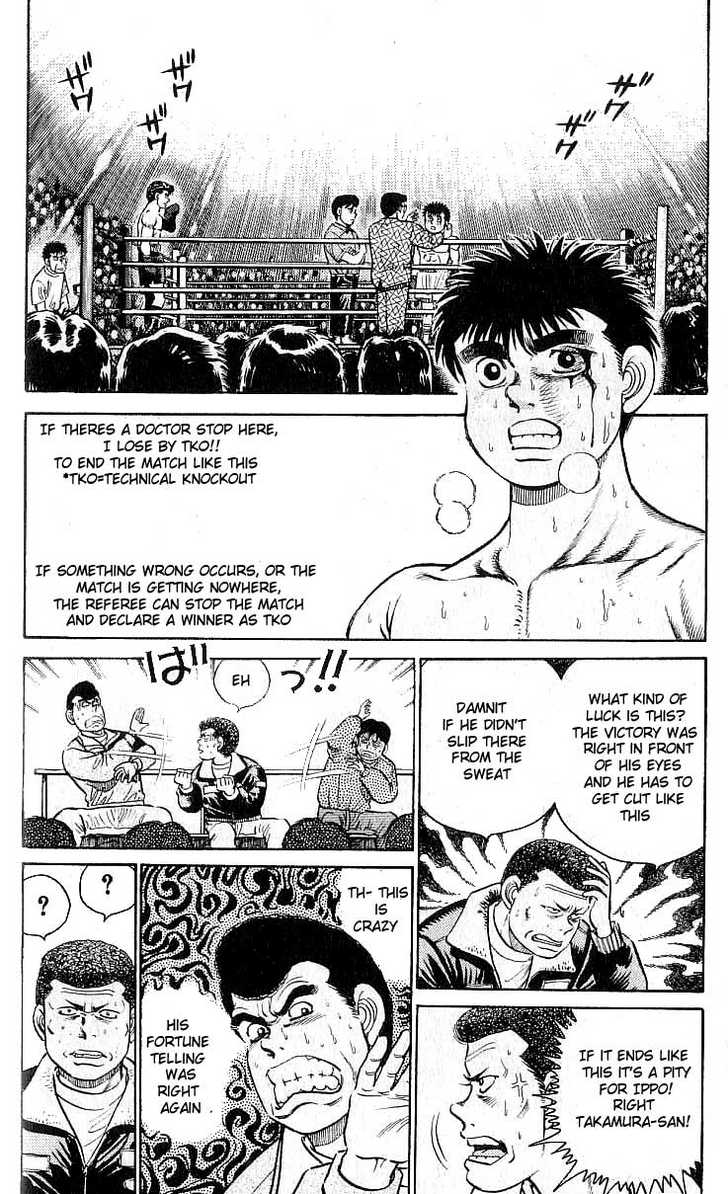 ザワ
ザワ
ザワ
ザワ
ザワ
IF THERES A DOCTOR STOP HERE,
I LOSE BY TKO!!
TO END THE MATCH LIKE THIS
*TKO=TECHNICAL KNOCKOUT
IF SOMETHING WRONG OCCURS, OR THE
MATCH IS GETTING NOWHERE,
THE REFEREE CAN STOP THE MATCH
AND DECLARE A WINNER AS TKO
WHAT KIND OF
LUCK IS THIS?
THE VICTORY WAS
RIGHT IN FRONT
OF HIS EYES
AND HE HAS TO
GET CUT LIKE
THIS
DAMNIT
IF HE DIDN'T
SLIP THERE
FROM THE
SWEAT
IF IT ENDS LIKE
THIS IT'S A PITY
FOR IPPO!
RIGHT
TAKAMURA-SAN!
ば"
EH
っ!!
TH- THIS
IS
CRAZY
HIS
FORTUNE
TELLING
WAS
RIGHT
AGAIN.
?
?